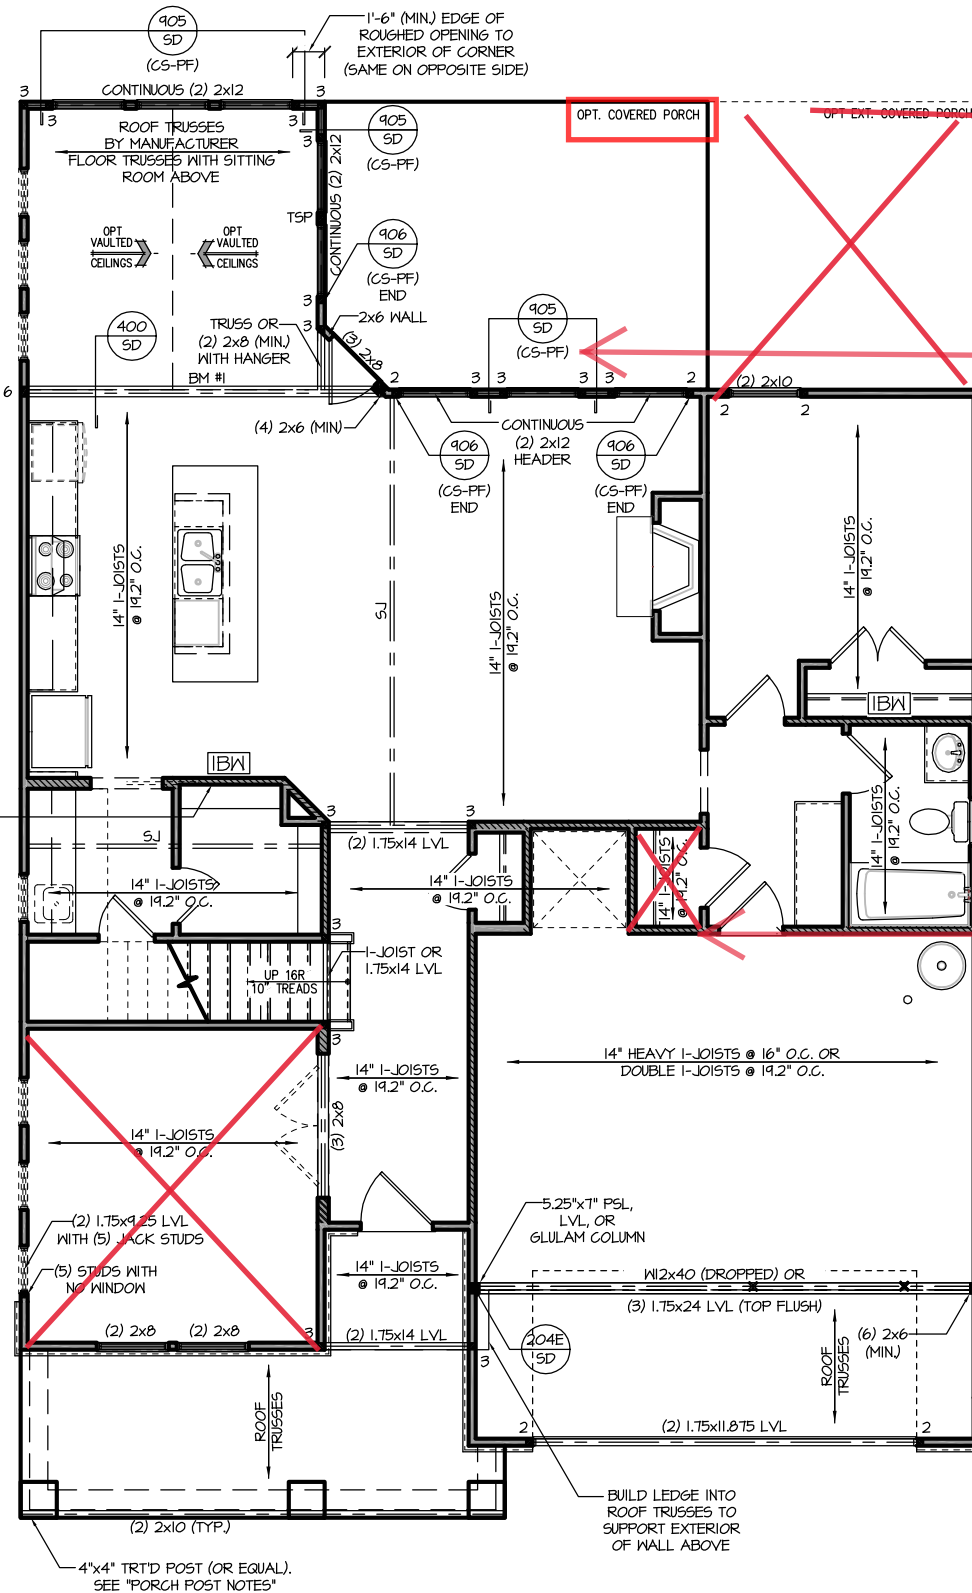 905
SD
(CS-PF)
1'-6" (MIN.) EDGE OF
ROUGHED OPENING TO
EXTERIOR OF CORNER
(SAME ON OPPOSITE SIDE)
3
CONTINUOUS (2) 2x12
3
3
3
3
ROOF TRUSSES
BY MANUFACTURER
FLOOR TRUSSES WITH SITTING
ROOM ABOVE
905
SD
(CS-PF)
OPT. COVERED PORCH
OPT EXT. COVERED PORCH
CONTINUOUS (2) 2x12
TSP
OPT
VAULTED
CEILINGS
OPT
VAULTED
CEILINGS
906
SD
(CS-PF)
END
3
3
2x6 WALL
400
SD
TRUSS OR
(2) 2x8 (MIN.)
WITH HANGER
(3) 2x8
905
SD
(CS-PF)
6
BM #1
2
3
3
3
3
2
(2) 2x10
2
2
(4) 2x6 (MIN)
CONTINUOUS
(2) 2x12
HEADER
906
SD
(CS-PF)
END
906
SD
(CS-PF)
END
14" I-JOISTS
@ 19.2" O.C.
SJ
14" I-JOISTS
@ 19.2" O.C.
14" I-JOISTS
@ 19.2" O.C.
IBW
IBW
3
3
SJ
(2) 1.75x14 LVL
14" I-JOISTS
@ 19.2" O.C.
14" I-JOISTS
@ 19.2" O.C.
14" I-JOISTS
@ 19.2" O.C.
14" I-JOISTS
@ 19.2" O.C.
3
I-JOIST OR
1.75x14 LVL
UP 16R
10" TREADS
3
14" I-JOISTS
@ 19.2" O.C.
14" HEAVY I-JOISTS @ 16" O.C. OR
DOUBLE I-JOISTS @ 19.2" O.C.
(3) 2x8
14" I-JOISTS
@ 19.2" O.C.
(2) 1.75x9.25 LVL
WITH (5) JACK STUDS
(5) STUDS WITH
NO WINDOW
5.25"x7" PSL,
LVL, OR
GLULAM COLUMN
14" I-JOISTS
@ 19.2" O.C.
W12x40 (DROPPED) OR
(3) 1.75x24 LVL (TOP FLUSH)
(2) 2x8
(2) 2x8
3
(2) 1.75x14 LVL
3
204E
SD
(6) 2x6
(MIN.)
ROOF
TRUSSES
ROOF
TRUSSES
2
(2) 1.75x11.875 LVL
2
(2) 2x10 (TYP.)
BUILD LEDGE INTO
ROOF TRUSSES TO
SUPPORT EXTERIOR
OF WALL ABOVE
4"x4" TRT'D POST (OR EQUAL).
SEE "PORCH POST NOTES"